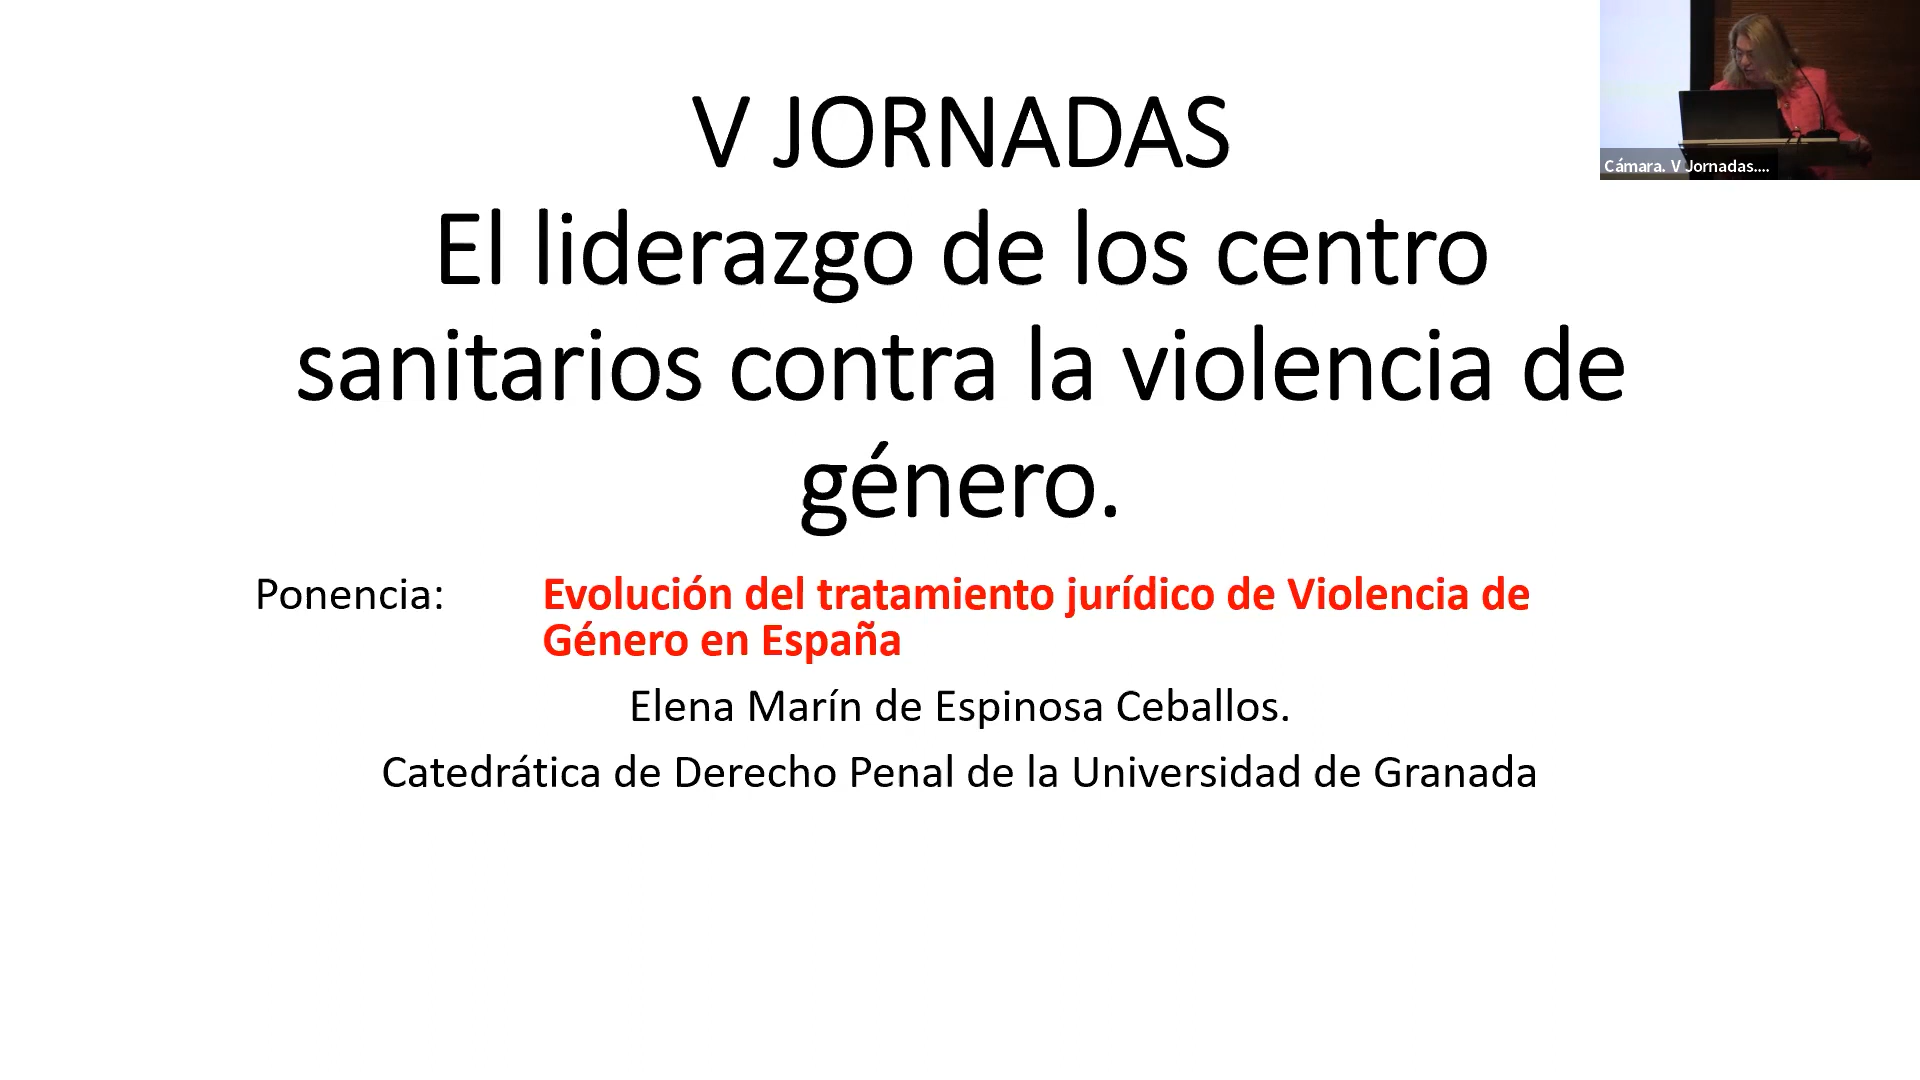 V JORNADAS
El liderazgo de los centro
sanitarios contra la violencia de
género.
Ponencia: Evolución del tratamiento jurídico de Violencia de
Género en España
Elena Marín de Espinosa Ceballos.
Catedrática de Derecho Penal de la Universidad de Granada
Cámara. V Jornadas....